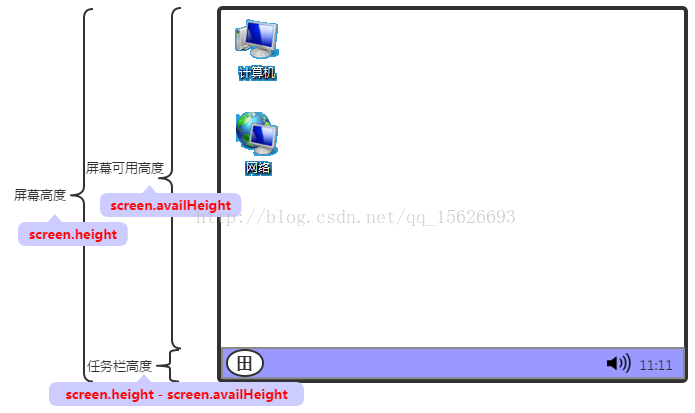 计算机
网络
屏幕可用高度
屏幕高度
screen.availHeight
http://blog.csdn.net/qq_15626693
screen.height
任务栏高度
田
11:11
screen.height - screen.availHeight